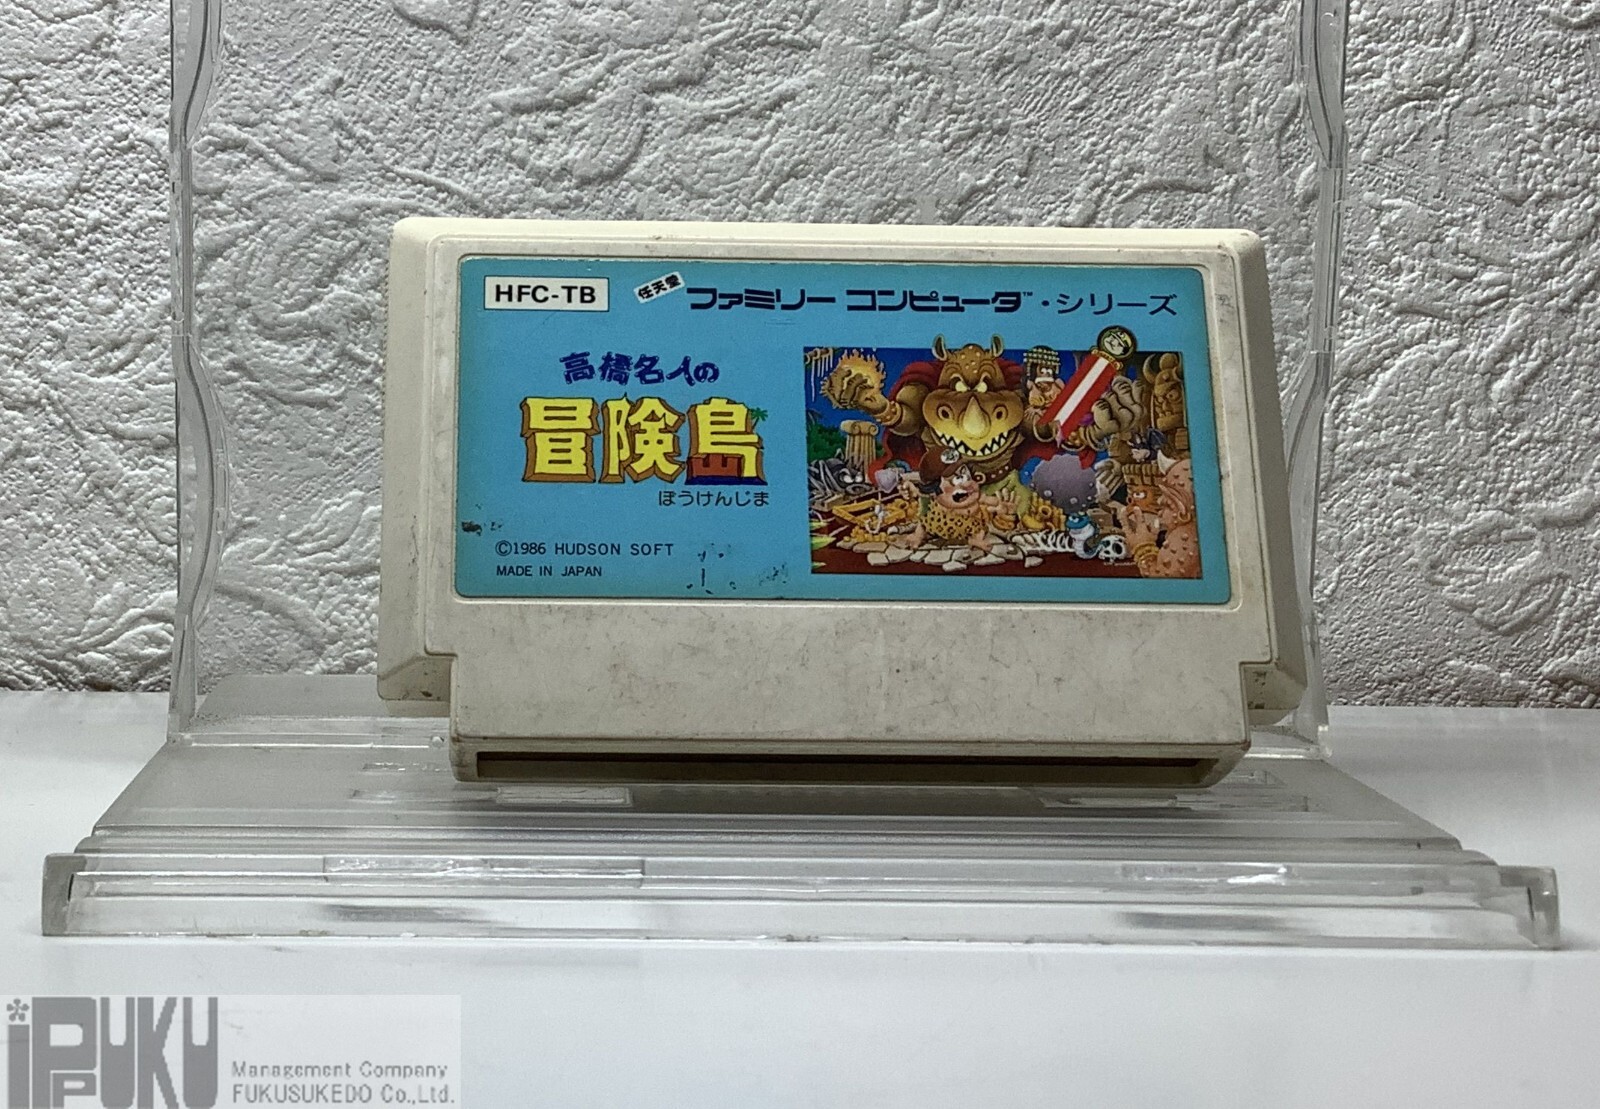 HFC-TB
任天堂 ファミリー コンピュータ™・シリーズ
高橋名人の
冒険島
ぼうけんじま
©1986 HUDSON SOFT
MADE IN JAPAN
iPPUKU
Management Company
FUKUSUKEDO Co.,Ltd.